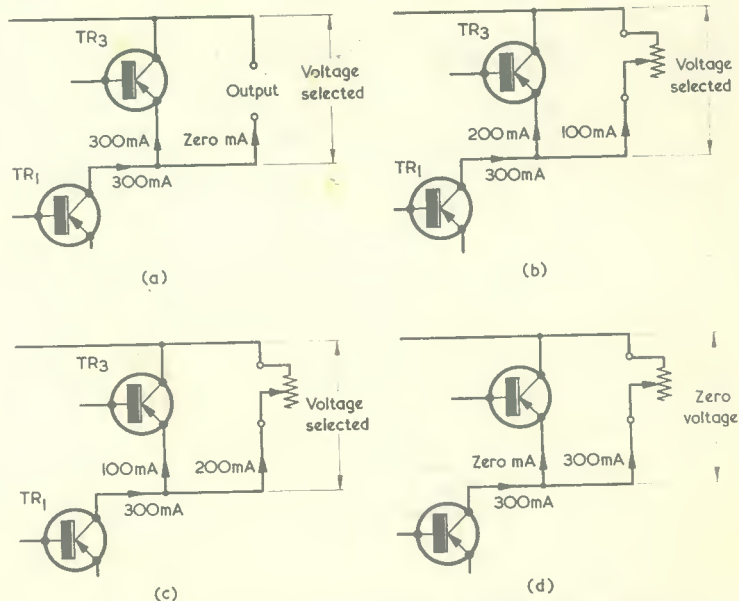 TR3
Voltage
selected
Output
300mA
Zero mA
TR1
300mA
(a)
TR3
Voltage
selected
200mA
100mA
TR1
300mA
(b)
TR3
Voltage
selected
100mA
200mA
TR1
300mA
(c)
Zero
voltage
Zero mA
300mA
300mA
(d)